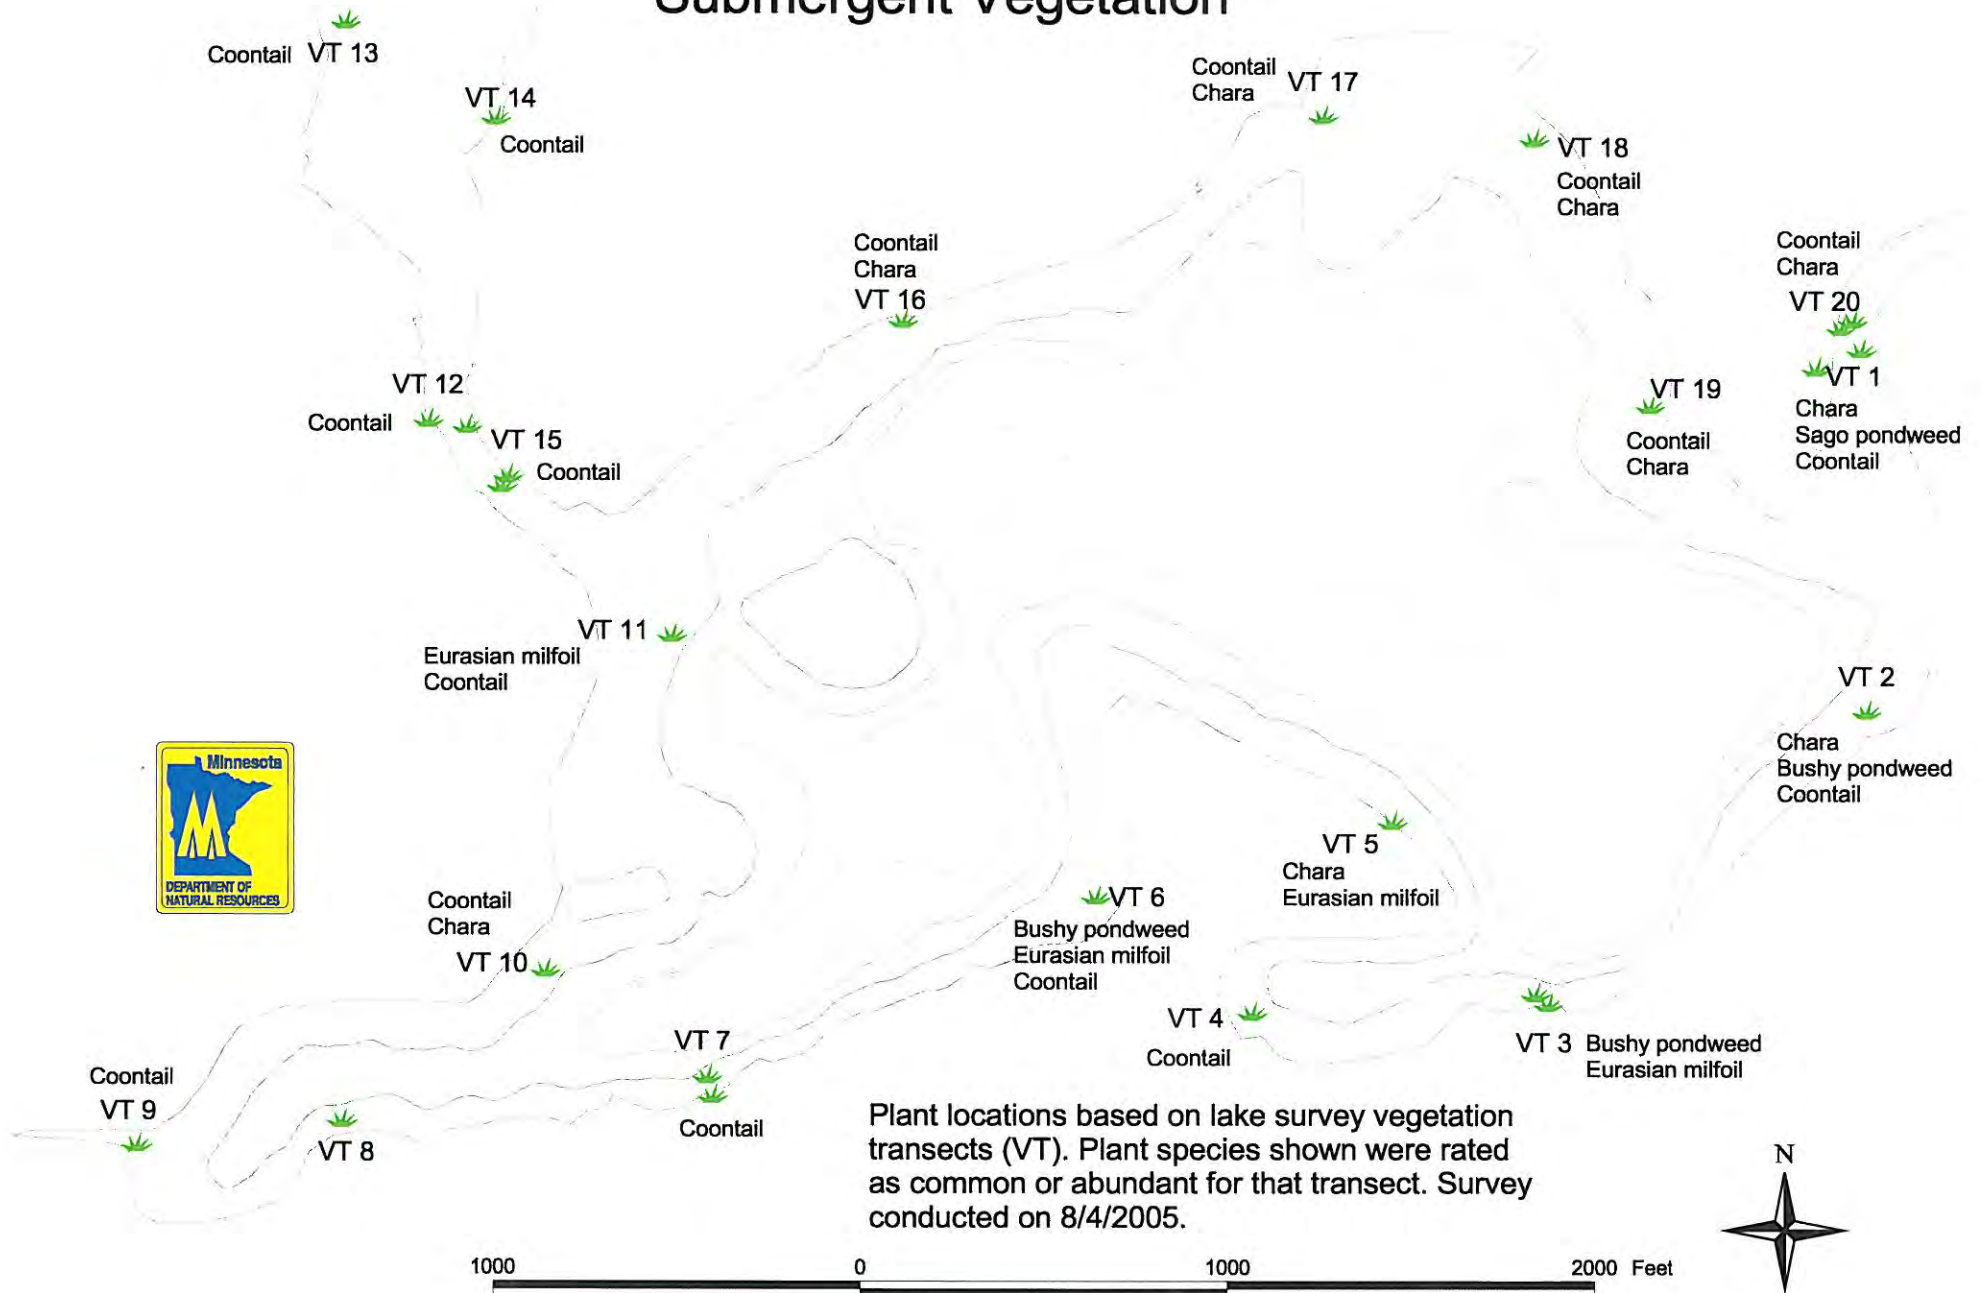 Submergent Vegetation
Coontail VT 13
VT 14
Coontail
Coontail
Chara
VT 17
VT 18
Coontail
Chara
Coontail
Chara
VT 16
Coontail
Chara
VT 20
VT 1
Chara
Sago pondweed
Coontail
VT 19
Coontail
Chara
VT 12
Coontail
VT 15
Coontail
VT 11
Eurasian milfoil
Coontail
VT 2
Chara
Bushy pondweed
Coontail
Minnesota
DEPARTMENT OF
NATURAL RESOURCES
VT 5
Chara
Eurasian milfoil
Coontail
Chara
VT 10
VT 6
Bushy pondweed
Eurasian milfoil
Coontail
VT 4
Coontail
VT 3 Bushy pondweed
Eurasian milfoil
VT 7
Coontail
Coontail
VT 9
VT 8
Plant locations based on lake survey vegetation
transects (VT). Plant species shown were rated
as common or abundant for that transect. Survey
conducted on 8/4/2005.
N
1000 0 1000 2000 Feet